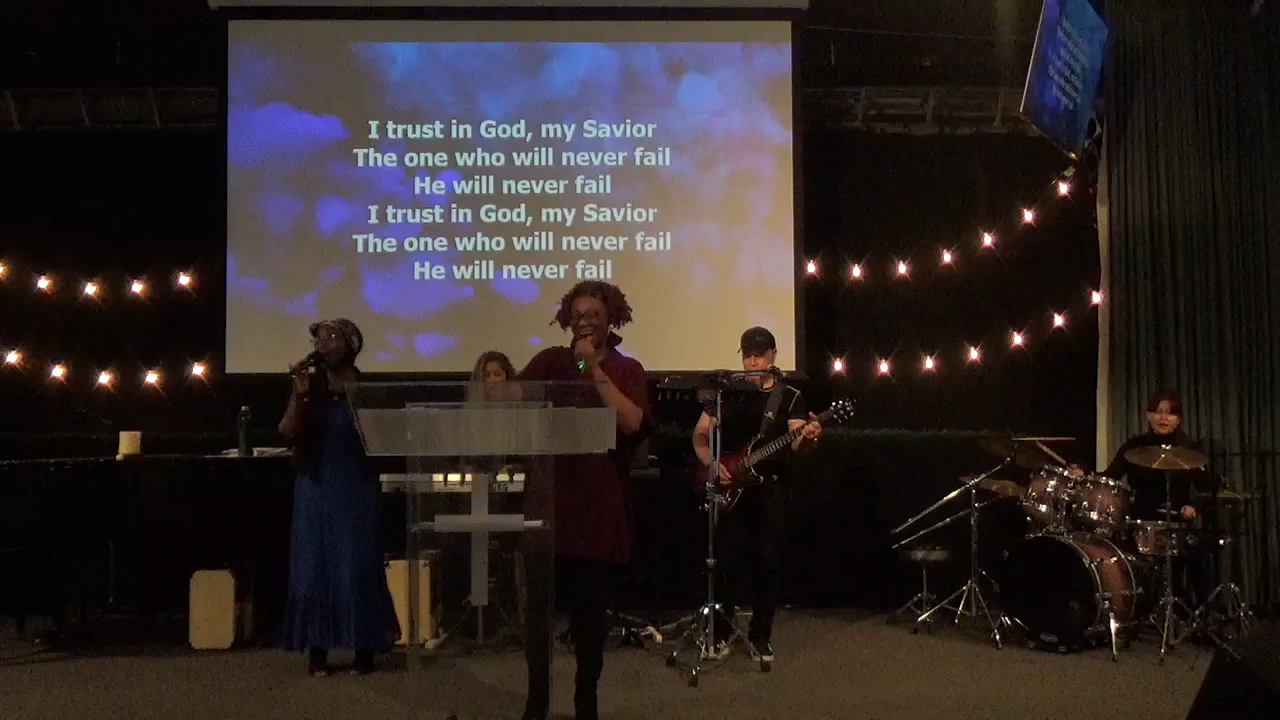 I trust in God, my Savior
The one who will never fail
He will never fail
I trust in God, my Savior
The one who will never fail
He will never fail